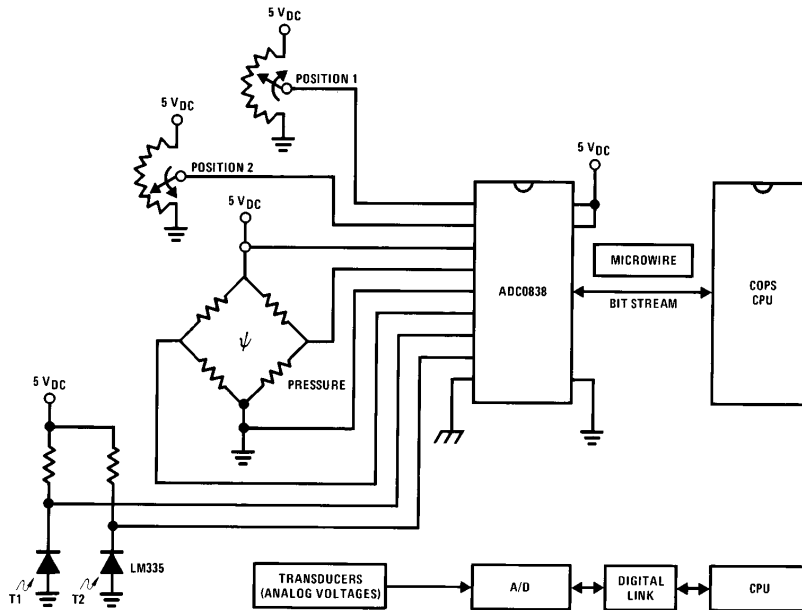 5 VDC
POSITION 1
5 VDC
POSITION 2
5 VDC
5 VDC
MICROWIRE
ADC0838
BIT STREAM
COPS
CPU
ψ
PRESSURE
5 VDC
LM335
T1
T2
TRANSDUCERS
(ANALOG VOLTAGES)
A/D
DIGITAL
LINK
CPU